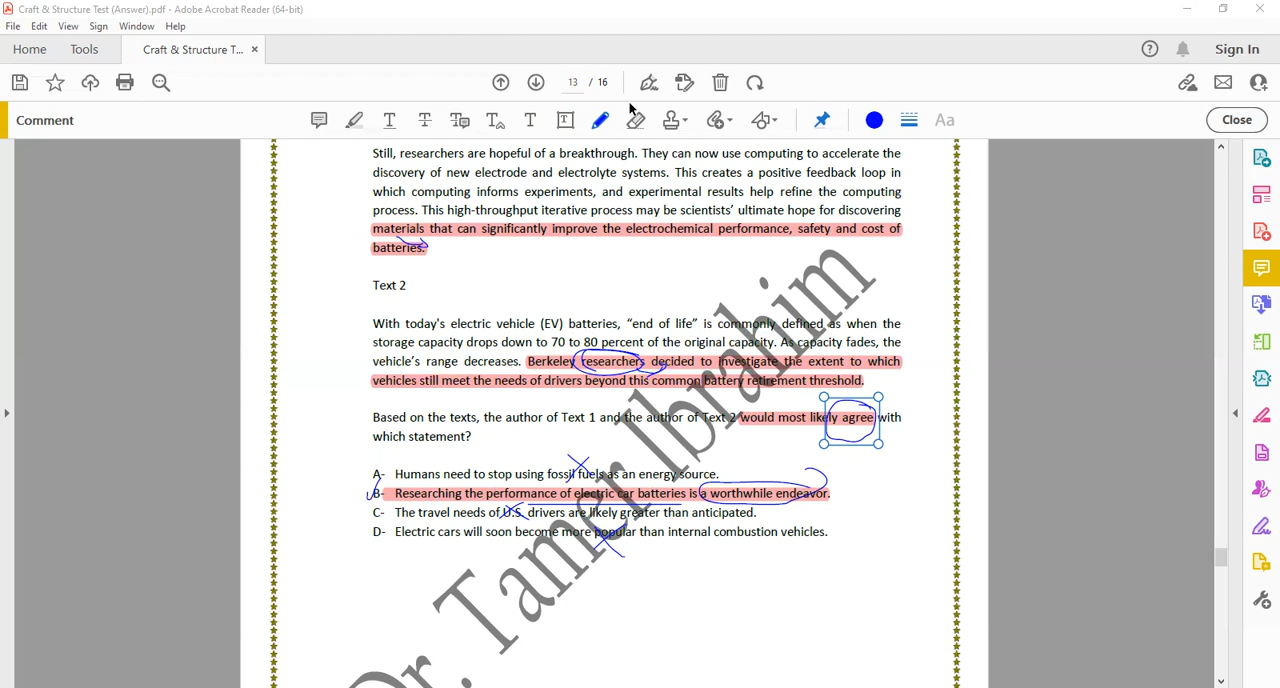 Craft & Structure Test (Answer).pdf - Adobe Acrobat Reader (64-bit)
File Edit View Sign Window Help
Home Tools Craft & Structure T... × Sign In
13 / 16
Comment Aa Close
Still, researchers are hopeful of a breakthrough. They can now use computing to accelerate the
discovery of new electrode and electrolyte systems. This creates a positive feedback loop in
which computing informs experiments, and experimental results help refine the computing
process. This high-throughput iterative process may be scientists' ultimate hope for discovering
materials that can significantly improve the electrochemical performance, safety and cost of
batteries.
Text 2
With today's electric vehicle (EV) batteries, “end of life” is commonly defined as when the
storage capacity drops down to 70 to 80 percent of the original capacity. As capacity fades, the
vehicle's range decreases. Berkeley researchers decided to investigate the extent to which
vehicles still meet the needs of drivers beyond this common battery retirement threshold.
Based on the texts, the author of Text 1 and the author of Text 2 would most likely agree with
which statement?
A- Humans need to stop using fossil fuels as an energy source.
B- Researching the performance of electric car batteries is a worthwhile endeavor.
C- The travel needs of U.S. drivers are likely greater than anticipated.
D- Electric cars will soon become more popular than internal combustion vehicles.
Dr. Tamer Ibrahim